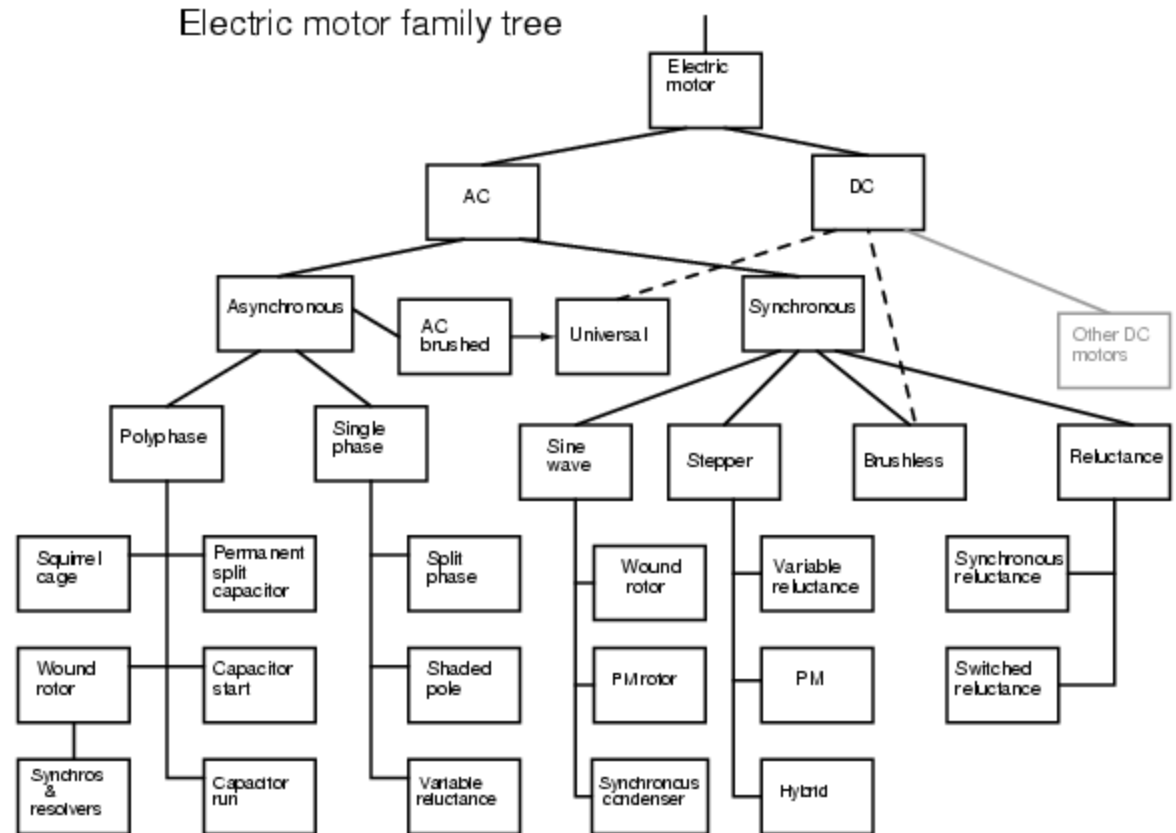 Electric motor family tree
Electric
motor
AC
DC
Asynchronous
AC
brushed
Universal
Synchronous
Other DC
motors
Polyphase
Single
phase
Sine
wave
Stepper
Brushless
Reluctance
Squirrel
cage
Permanent
split
capacitor
Split
phase
Wound
rotor
Variable
reluctance
Synchronous
reluctance
Wound
rotor
Capacitor
start
Shaded
pole
PM rotor
PM
Switched
reluctance
Synchros
&
resolvers
Capacitor
run
Variable
reluctance
Synchroncus
condenser
Hybrid